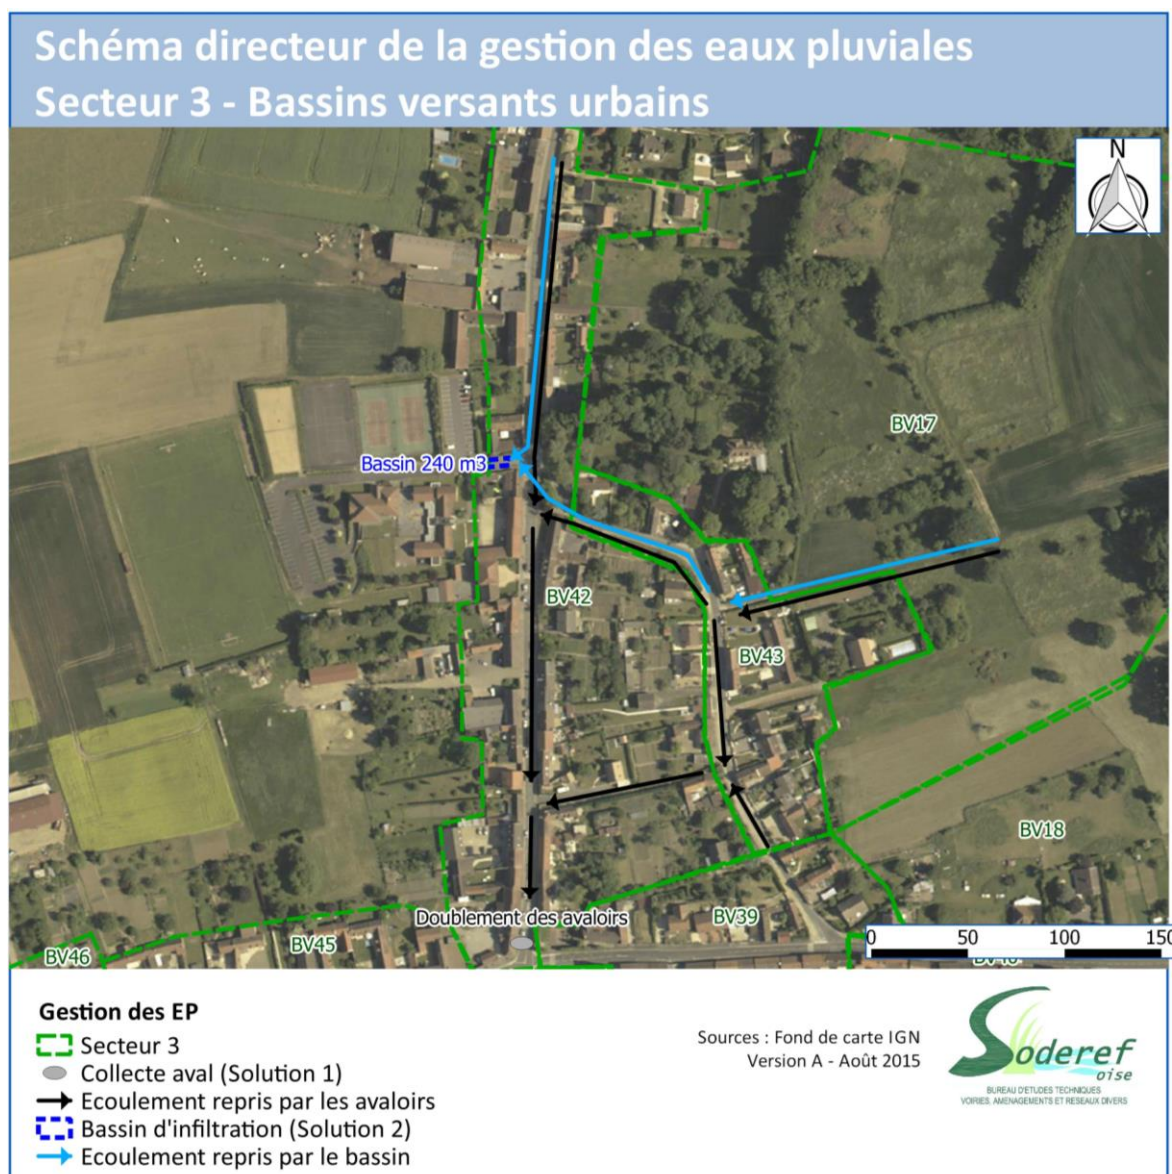 Schéma directeur de la gestion des eaux pluviales
Secteur 3 - Bassins versants urbains
N
BV17
Bassin 240 m3
BV42
BV43
BV18
Doublement des avaloirs
BV39
BV45
BV46
0 50 100 150
Gestion des EP
Secteur 3
Collecte aval (Solution 1)
Ecoulement repris par les avaloirs
Bassin d'infiltration (Solution 2)
Ecoulement repris par le bassin
Sources : Fond de carte IGN
Version A - Août 2015
Soderef
oise
BUREAU D'ETUDES TECHNIQUES
VOIRIES, AMENAGEMENTS ET RESEAUX DIVERS